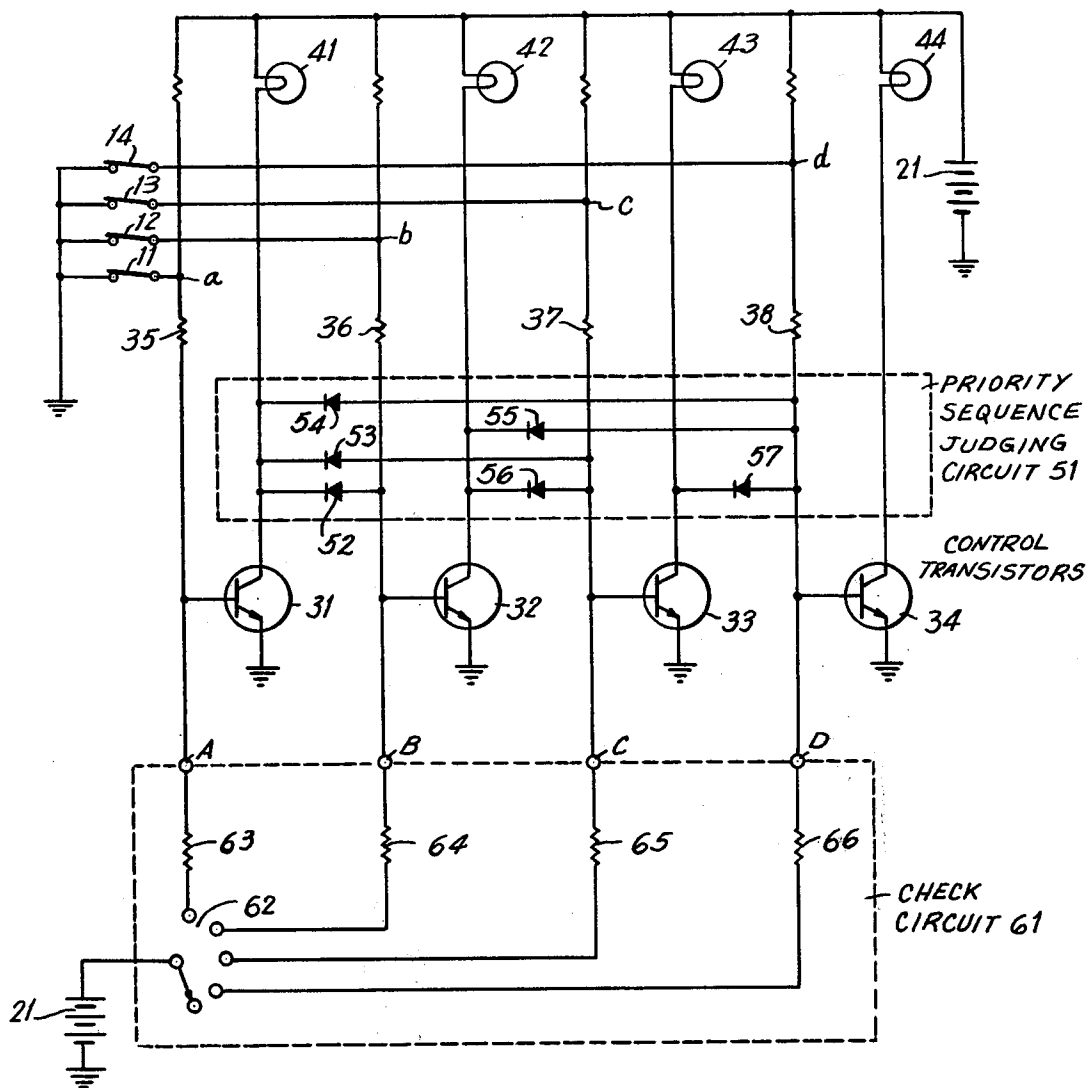 41
42
43
44
14
13
12
11
d
c
b
a
21
35
36
37
38
54
55
53
56
57
52
PRIORITY
SEQUENCE
JUDGING
CIRCUIT 51
CONTROL
TRANSISTORS
31
32
33
34
A
B
C
D
63
64
65
66
62
CHECK
CIRCUIT 61
21